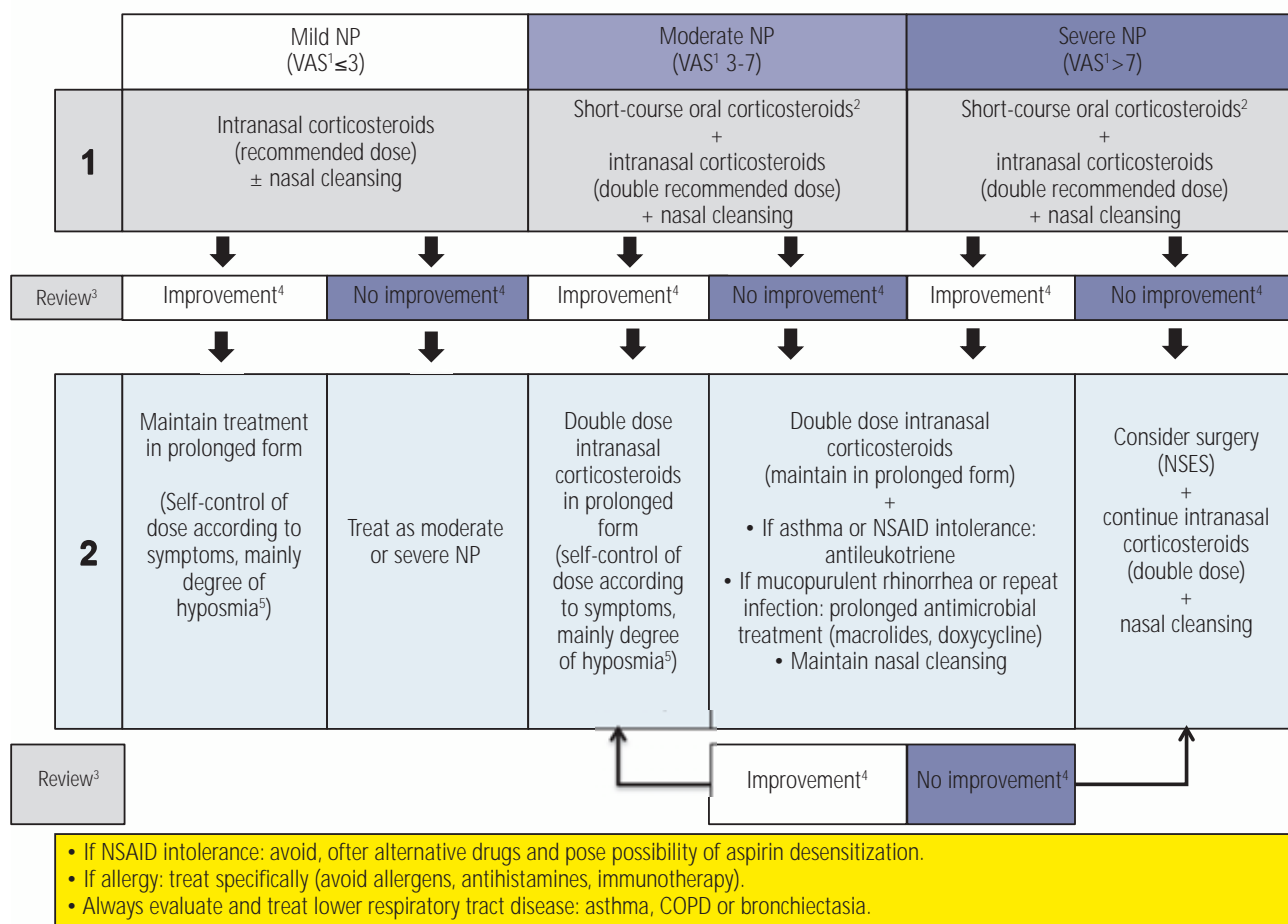 Mild NP
(VAS¹≤3)
Moderate NP
(VAS¹ 3-7)
Severe NP
(VAS¹>7)
1
Intranasal corticosteroids
(recommended dose)
± nasal cleansing
Short-course oral corticosteroids²
+
intranasal corticosteroids
(double recommended dose)
+ nasal cleansing
Short-course oral corticosteroids²
+
intranasal corticosteroids
(double recommended dose)
+ nasal cleansing
Review³
Improvement⁴
No improvement⁴
Improvement⁴
No improvement⁴
Improvement⁴
No improvement⁴
2
Maintain treatment
in prolonged form
(Self-control of
dose according to
symptoms, mainly
degree of
hyposmia⁵)
Treat as moderate
or severe NP
Double dose
intranasal
corticosteroids
in prolonged
form
(self-control of
dose according
to symptoms,
mainly degree
of hyposmia⁵)
Double dose intranasal
corticosteroids
(maintain in prolonged form)
+
• If asthma or NSAID intolerance:
antileukotriene
• If mucopurulent rhinorrhea or repeat
infection: prolonged antimicrobial
treatment (macrolides, doxycycline)
• Maintain nasal cleansing
Consider surgery
(NSES)
+
continue intranasal
corticosteroids
(double dose)
+
nasal cleansing
Review³
Improvement⁴
No improvement⁴
• If NSAID intolerance: avoid, ofter alternative drugs and pose possibility of aspirin desensitization.
• If allergy: treat specifically (avoid allergens, antihistamines, immunotherapy).
• Always evaluate and treat lower respiratory tract disease: asthma, COPD or bronchiectasia.